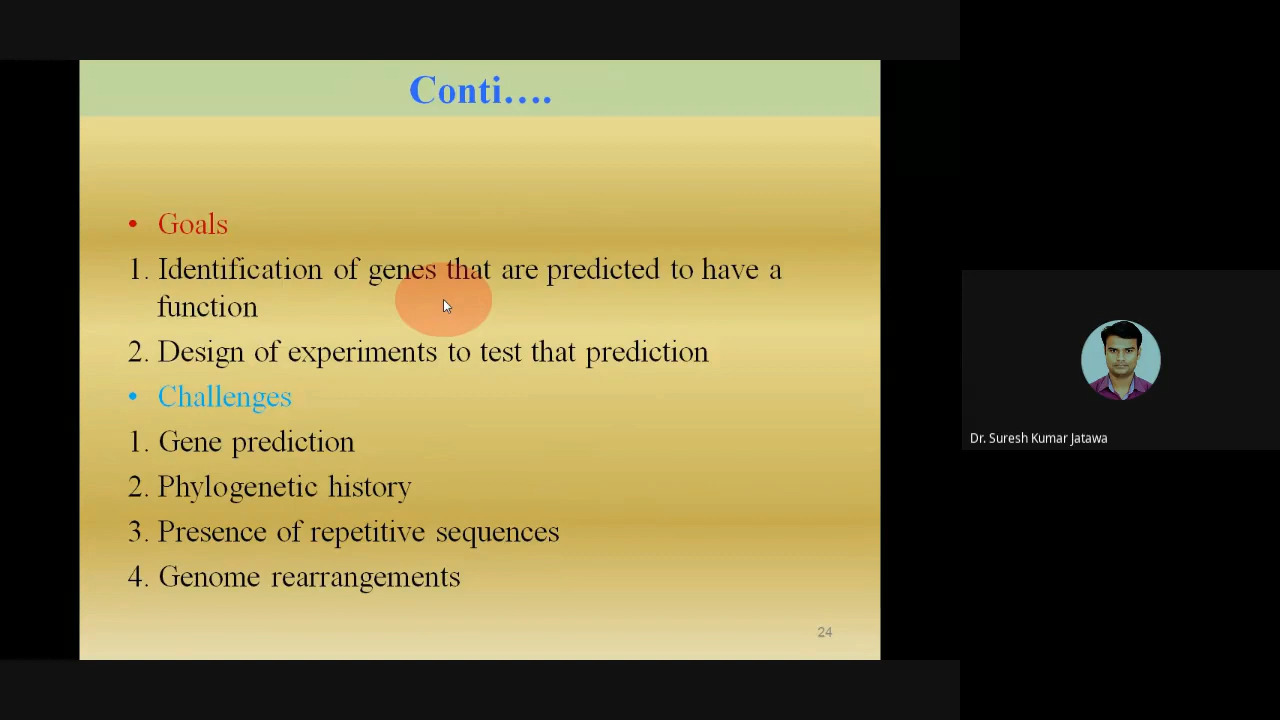 Conti….
• Goals
1. Identification of genes that are predicted to have a
function
2. Design of experiments to test that prediction
• Challenges
1. Gene prediction
2. Phylogenetic history
3. Presence of repetitive sequences
4. Genome rearrangements
24
Dr. Suresh Kumar Jatawa